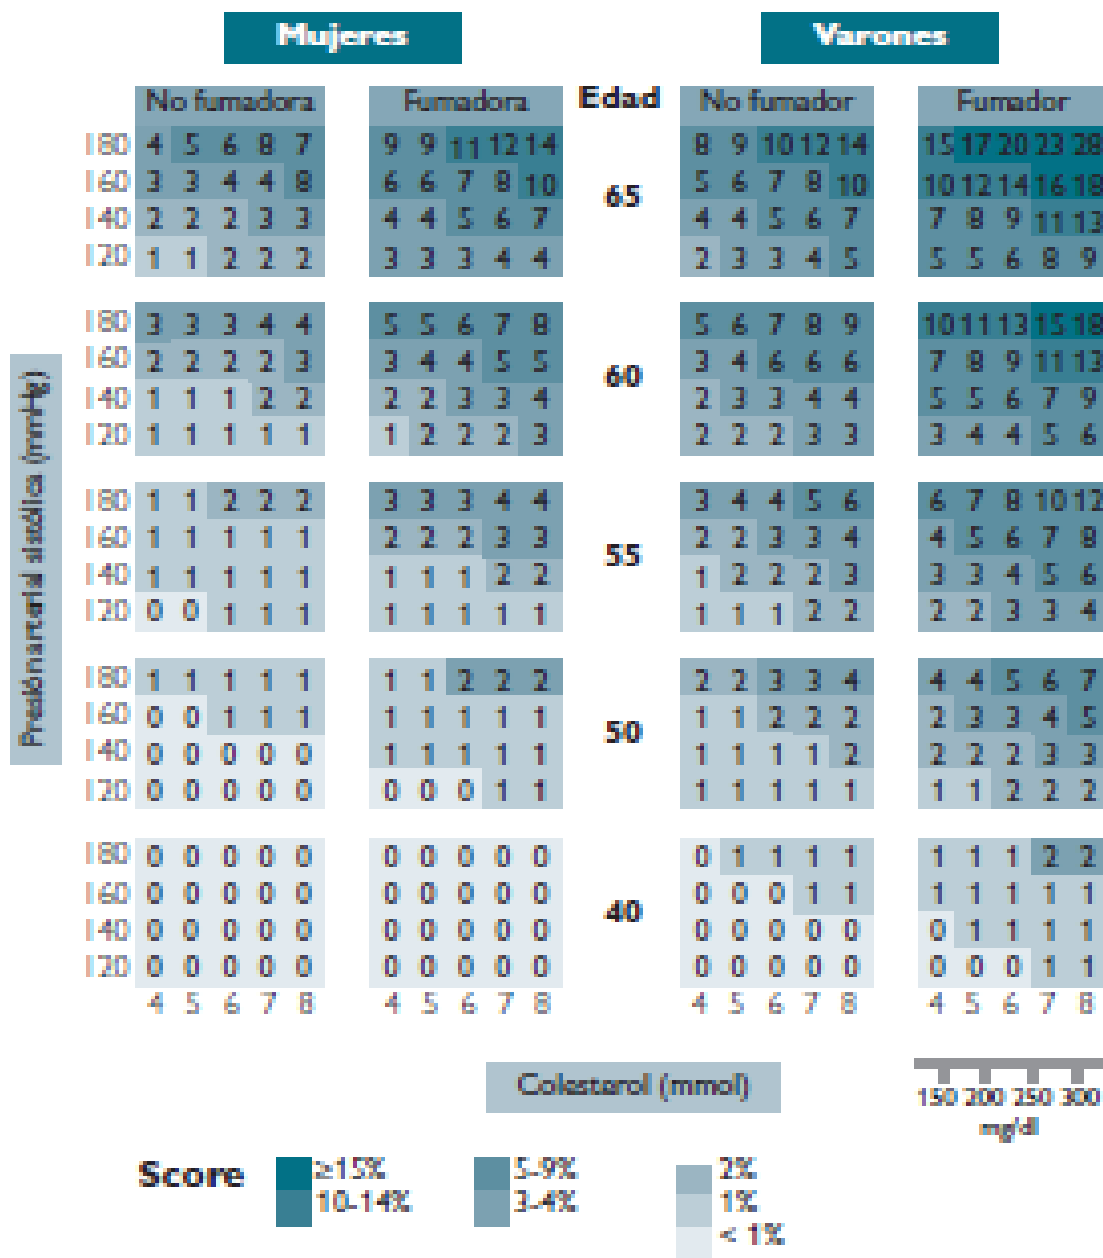 Mujeres Varones
No fumadora Fumadora Edad No fumador Fumador
180 4 5 6 8 7 9 9 11 12 14 8 9 10 12 14 15 17 20 23 28
160 3 3 4 4 8 6 6 7 8 10 5 6 7 8 10 10 12 14 16 18
65
140 2 2 2 3 3 4 4 5 6 7 4 4 5 6 7 7 8 9 11 13
120 1 1 2 2 2 3 3 3 4 4 2 3 3 4 5 5 5 6 8 9
180 3 3 3 4 4 5 5 6 7 8 5 6 7 8 9 10 11 13 15 18
160 2 2 2 2 3 3 4 4 5 5 3 4 6 6 6 7 8 9 11 13
60
140 1 1 1 2 2 2 2 3 3 4 2 3 3 4 4 5 5 6 7 9
120 1 1 1 1 1 1 2 2 2 3 2 2 2 3 3 3 4 4 5 6
180 1 1 2 2 2 3 3 3 4 4 3 4 4 5 6 6 7 8 10 12
160 1 1 1 1 1 2 2 2 3 3 2 2 3 3 4 4 5 6 7 8
55
140 1 1 1 1 1 1 1 1 2 2 1 2 2 2 3 3 3 4 5 6
120 0 0 1 1 1 1 1 1 1 1 1 1 1 2 2 2 2 3 3 4
180 1 1 1 1 1 1 1 2 2 2 2 2 3 3 4 4 4 5 6 7
160 0 0 1 1 1 1 1 1 1 1 1 1 2 2 2 2 3 3 4 5
50
140 0 0 0 0 0 1 1 1 1 1 1 1 1 1 2 2 2 2 3 3
120 0 0 0 0 0 0 0 0 1 1 1 1 1 1 1 1 1 2 2 2
180 0 0 0 0 0 0 0 0 0 0 0 1 1 1 1 1 1 1 2 2
160 0 0 0 0 0 0 0 0 0 0 0 0 0 1 1 1 1 1 1 1
40
140 0 0 0 0 0 0 0 0 0 0 0 0 0 0 0 0 1 1 1 1
120 0 0 0 0 0 0 0 0 0 0 0 0 0 0 0 0 0 0 1 1
4 5 6 7 8 4 5 6 7 8 4 5 6 7 8 4 5 6 7 8
Presión arterial sistólica (mmHg)
Colesterol (mmol)
150 200 250 300
mg/dl
Score ≥15% 5-9% 2%
10-14% 3-4% 1%
< 1%